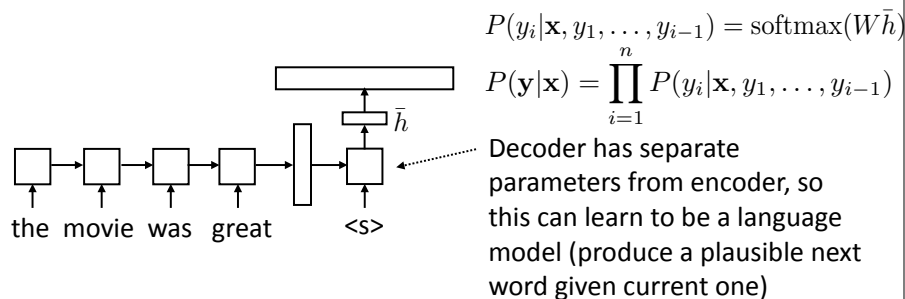 P(y_i|x, y_1, . . . , y_{i-1}) = softmax(Wh̄)
P(y|x) = ∏_{i=1}^{n} P(y_i|x, y_1, . . . , y_{i-1})
h̄
Decoder has separate
parameters from encoder, so
this can learn to be a language
model (produce a plausible next
word given current one)
the movie was great <s>